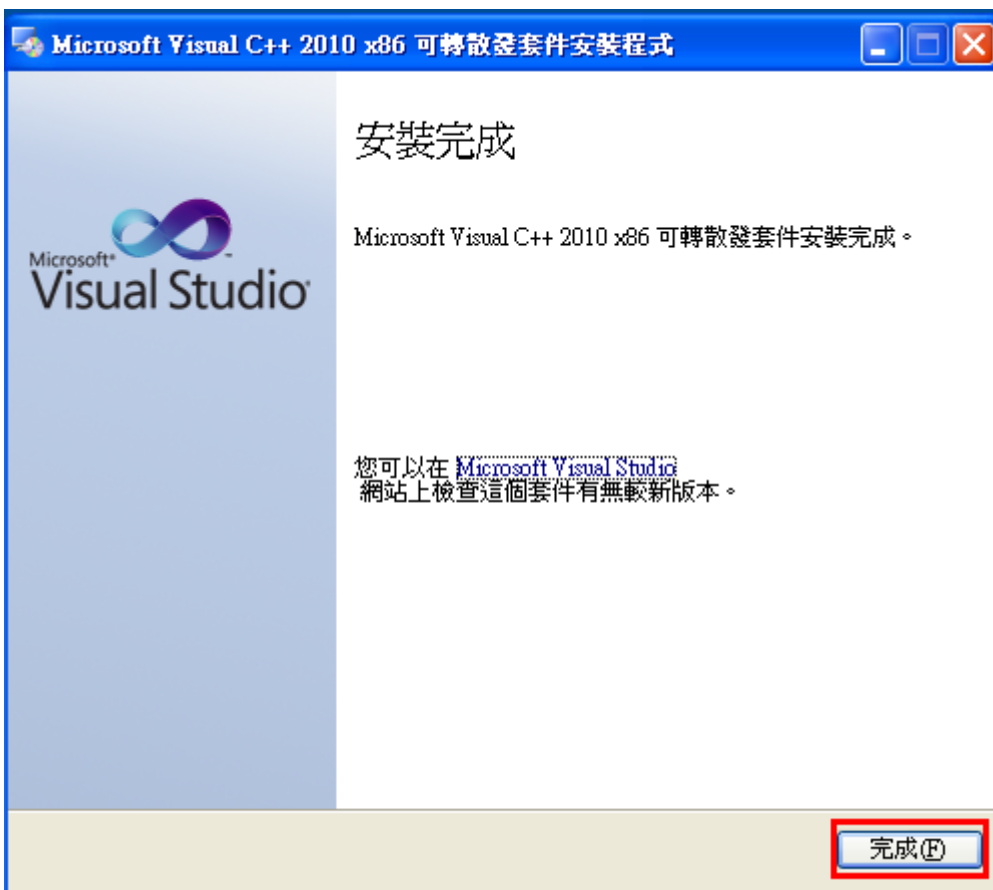 Microsoft Visual C++ 2010 x86 可轉散發套件安裝程式
安裝完成
Microsoft Visual C++ 2010 x86 可轉散發套件安裝完成。
Microsoft®
Visual Studio®
您可以在 Microsoft Visual Studio
網站上檢查這個套件有無較新版本。
完成(F)